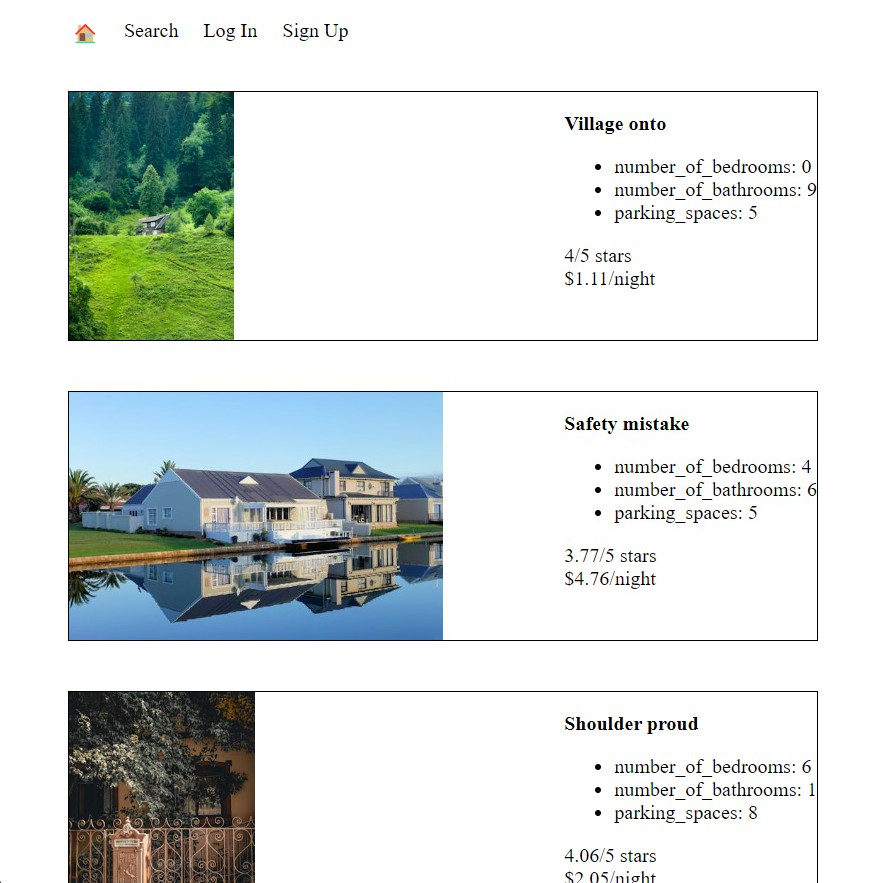 Search Log In Sign Up
Village onto
number_of_bedrooms: 0
number_of_bathrooms: 9
parking_spaces: 5
4/5 stars
$1.11/night
Safety mistake
number_of_bedrooms: 4
number_of_bathrooms: 6
parking_spaces: 5
3.77/5 stars
$4.76/night
Shoulder proud
number_of_bedrooms: 6
number_of_bathrooms: 1
parking_spaces: 8
4.06/5 stars
$2.05/night